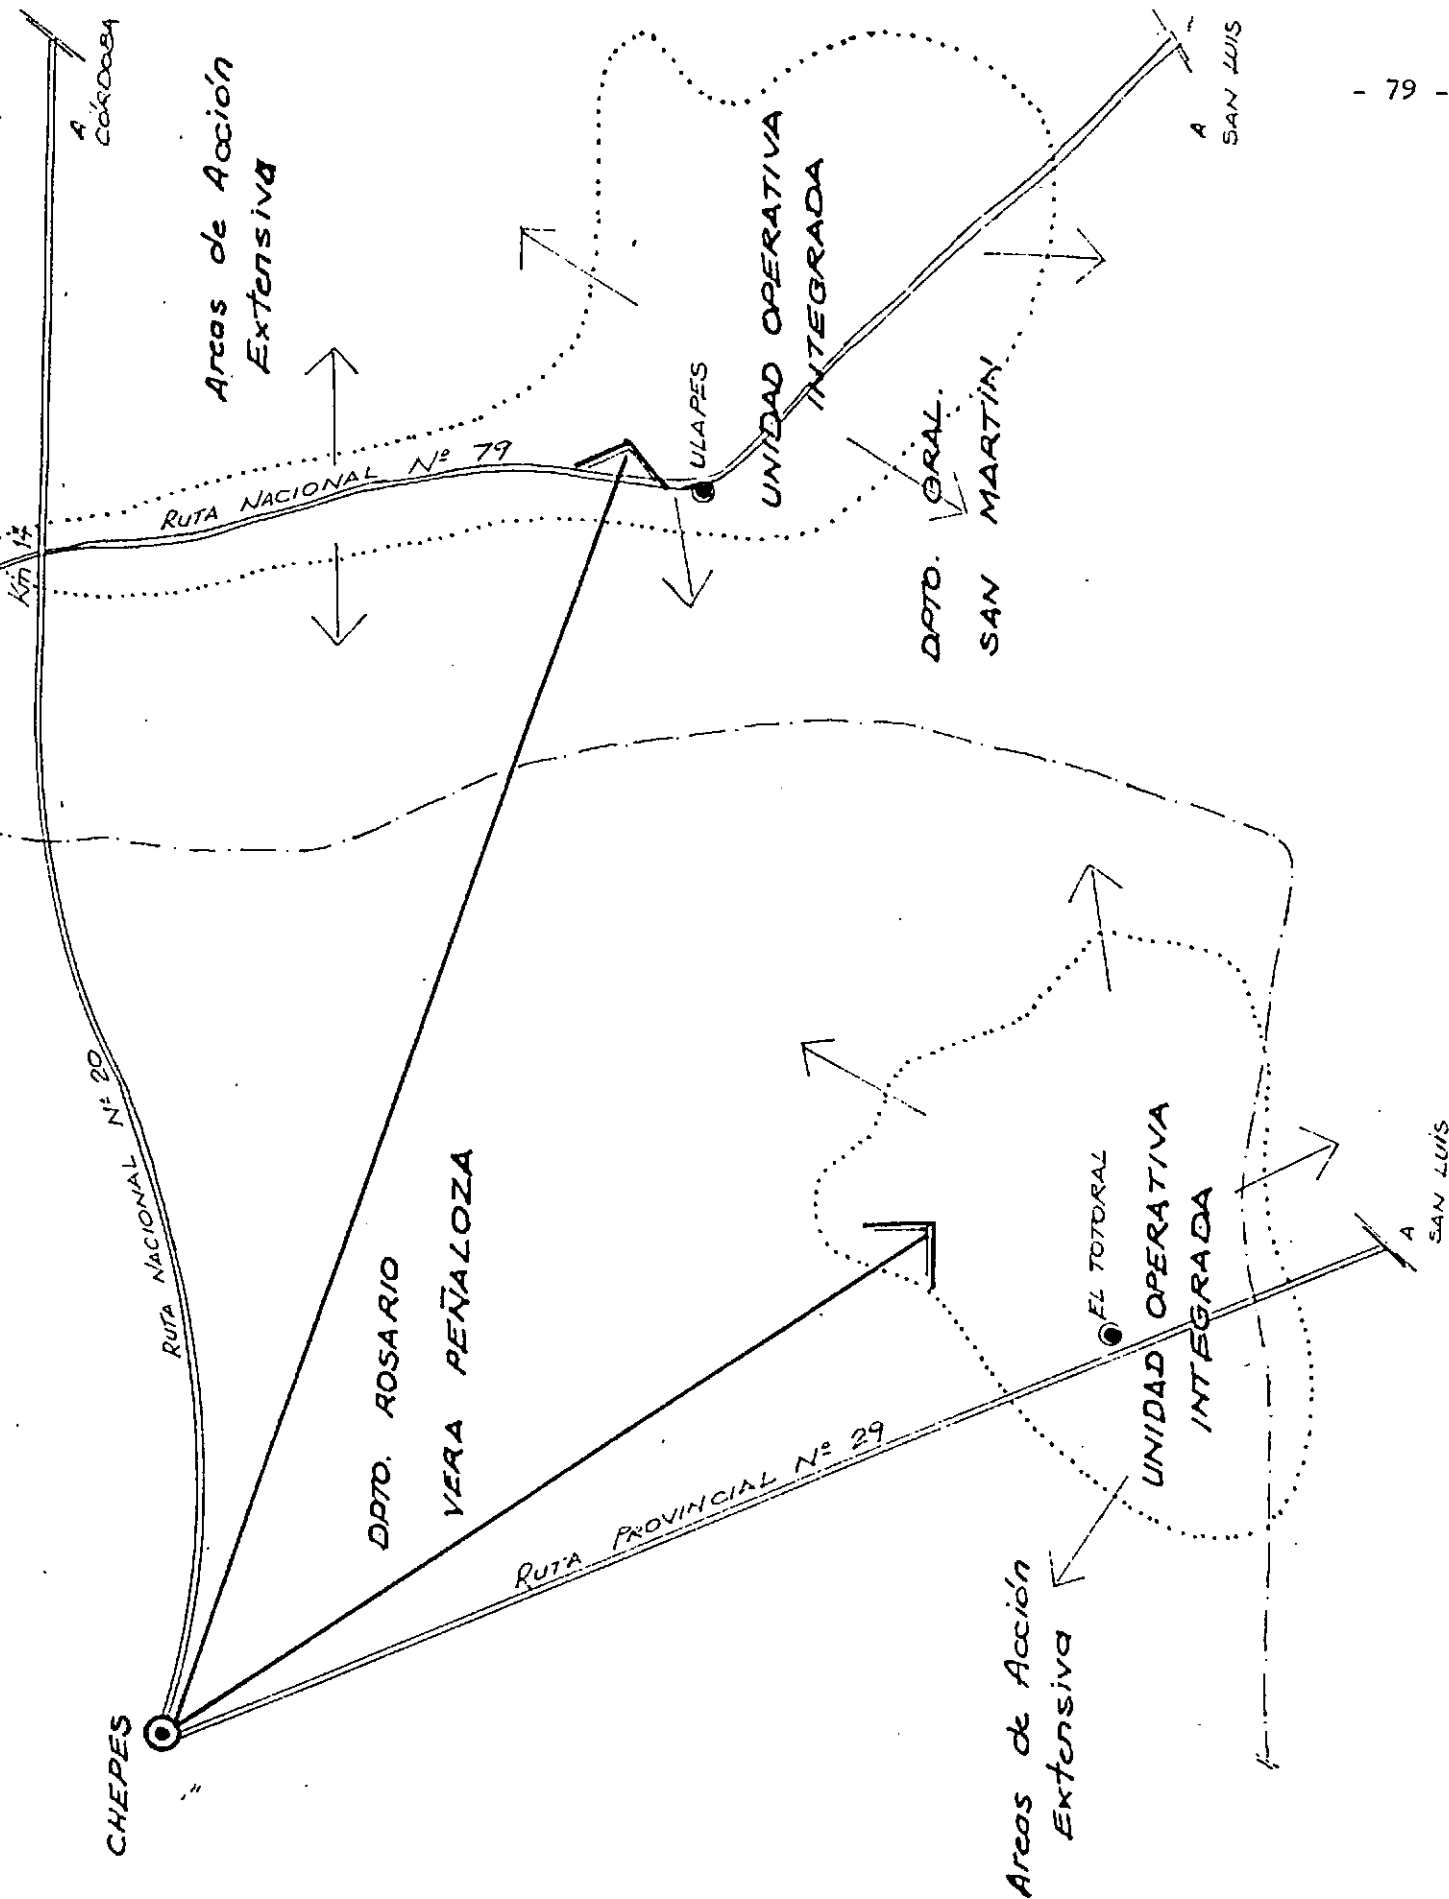 - 79 -
A
CÓRDOBA
Areas de Acción
Extensiva
Km 17
RUTA NACIONAL Nº 79
ULAPES
UNIDAD OPERATIVA
INTEGRADA
DPTO. GRAL.
SAN MARTÍN
A
SAN LUIS
RUTA NACIONAL Nº 20
CHEPES
DPTO. ROSARIO
VERA PEÑALOZA
RUTA PROVINCIAL Nº 29
EL TOTORAL
UNIDAD OPERATIVA
INTEGRADA
Areas de Acción
Extensiva
A
SAN LUIS